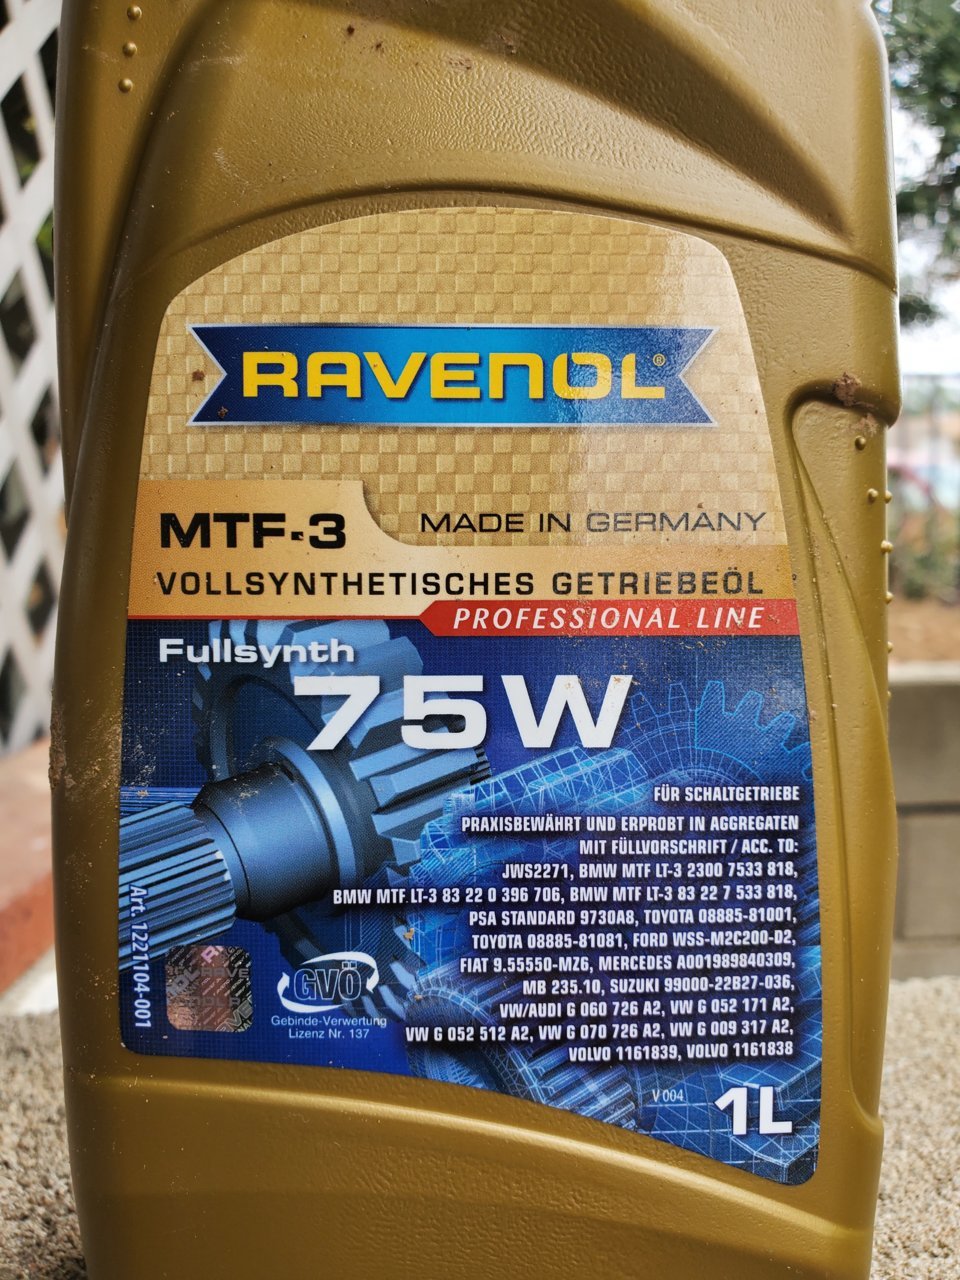 RAVENOL®
MTF-3
MADE IN GERMANY
VOLLSYNTHETISCHES GETRIEBEÖL
PROFESSIONAL LINE
Fullsynth
75W
FÜR SCHALTGETRIEBE
PRAXISBEWÄHRT UND ERPROBT IN AGGREGATEN
MIT FÜLLVORSCHRIFT / ACC. TO:
JWS2271, BMW MTF LT-3 2300 7533 818,
BMW MTF LT-3 83 22 0 396 706, BMW MTF LT-3 83 22 7 533 818,
PSA STANDARD 9730A8, TOYOTA 08885-81001,
TOYOTA 08885-81081, FORD WSS-M2C200-D2,
FIAT 9.55550-MZ6, MERCEDES A001989840309,
MB 235.10, SUZUKI 99000-22B27-036,
VW/AUDI G 060 726 A2, VW G 052 171 A2,
VW G 052 512 A2, VW G 070 726 A2, VW G 009 317 A2,
VOLVO 1161839, VOLVO 1161838
Art. 1221104-001
GVÖ
Gebinde-Verwertung
Lizenz Nr. 137
V 004
1L